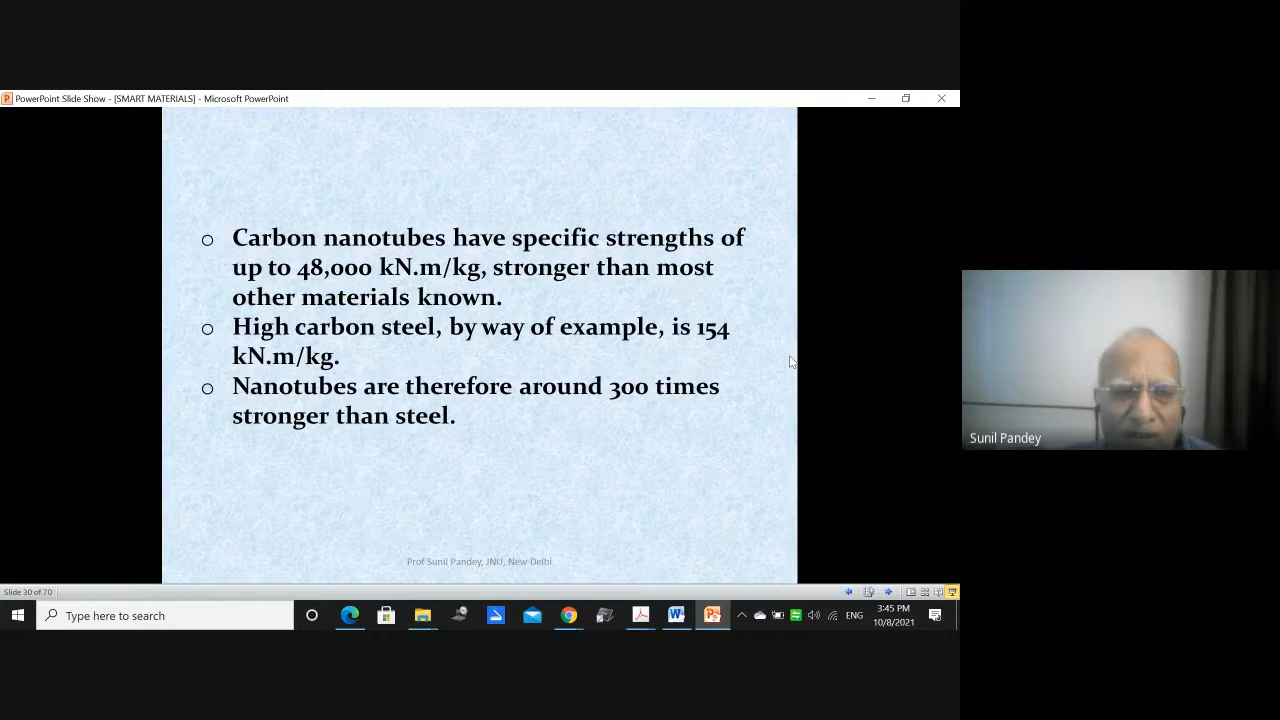 PowerPoint Slide Show - [SMART MATERIALS] - Microsoft PowerPoint
o Carbon nanotubes have specific strengths of
up to 48,000 kN.m/kg, stronger than most
other materials known.
o High carbon steel, by way of example, is 154
kN.m/kg.
o Nanotubes are therefore around 300 times
stronger than steel.
Prof Sunil Pandey, JNU, New Delhi
Sunil Pandey
Slide 30 of 70
Type here to search
ENG
3:45 PM
10/8/2021